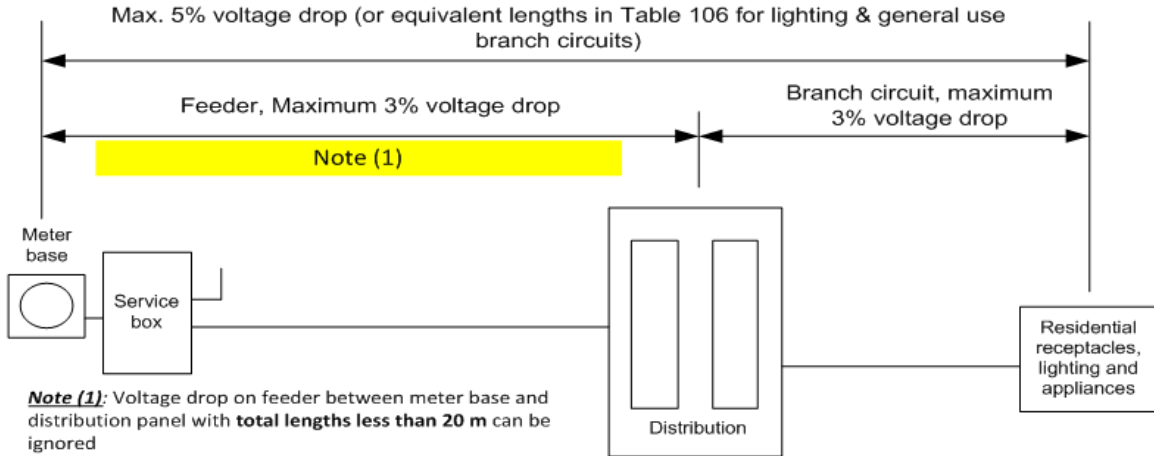 Max. 5% voltage drop (or equivalent lengths in Table 106 for lighting & general use
branch circuits)
Feeder, Maximum 3% voltage drop
Branch circuit, maximum
3% voltage drop
Note (1)
Meter
base
Service
box
Residential
receptacles,
lighting and
appliances
Distribution
Note (1): Voltage drop on feeder between meter base and
distribution panel with total lengths less than 20 m can be
ignored